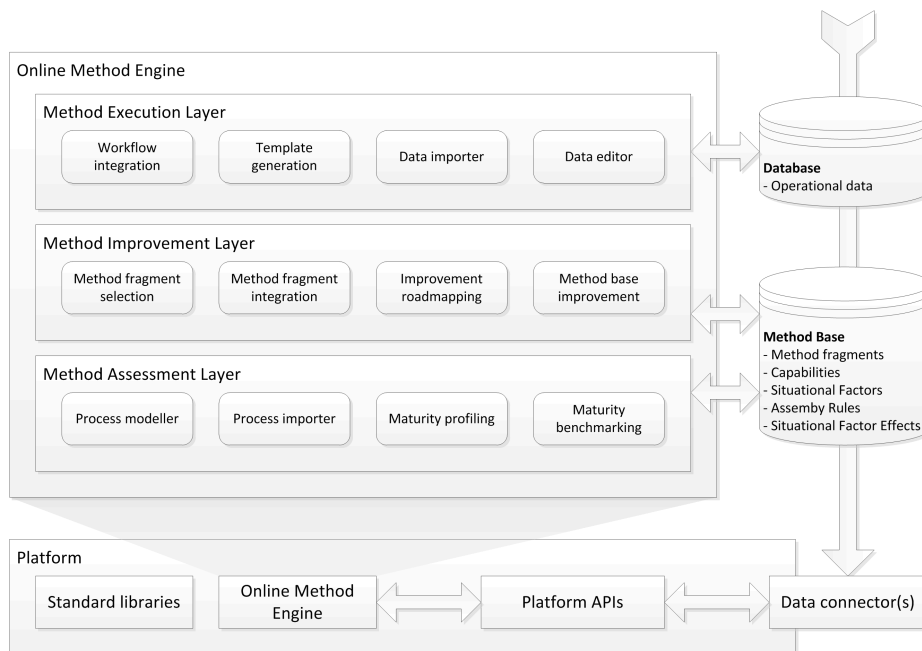 Online Method Engine
Method Execution Layer
Workflow
integration
Template
generation
Data importer
Data editor
Database
- Operational data
Method Improvement Layer
Method fragment
selection
Method fragment
integration
Improvement
roadmapping
Method base
improvement
Method Base
- Method fragments
- Capabilities
- Situational Factors
- Assemby Rules
- Situational Factor Effects
Method Assessment Layer
Process modeller
Process importer
Maturity profiling
Maturity
benchmarking
Platform
Standard libraries
Online Method
Engine
Platform APIs
Data connector(s)